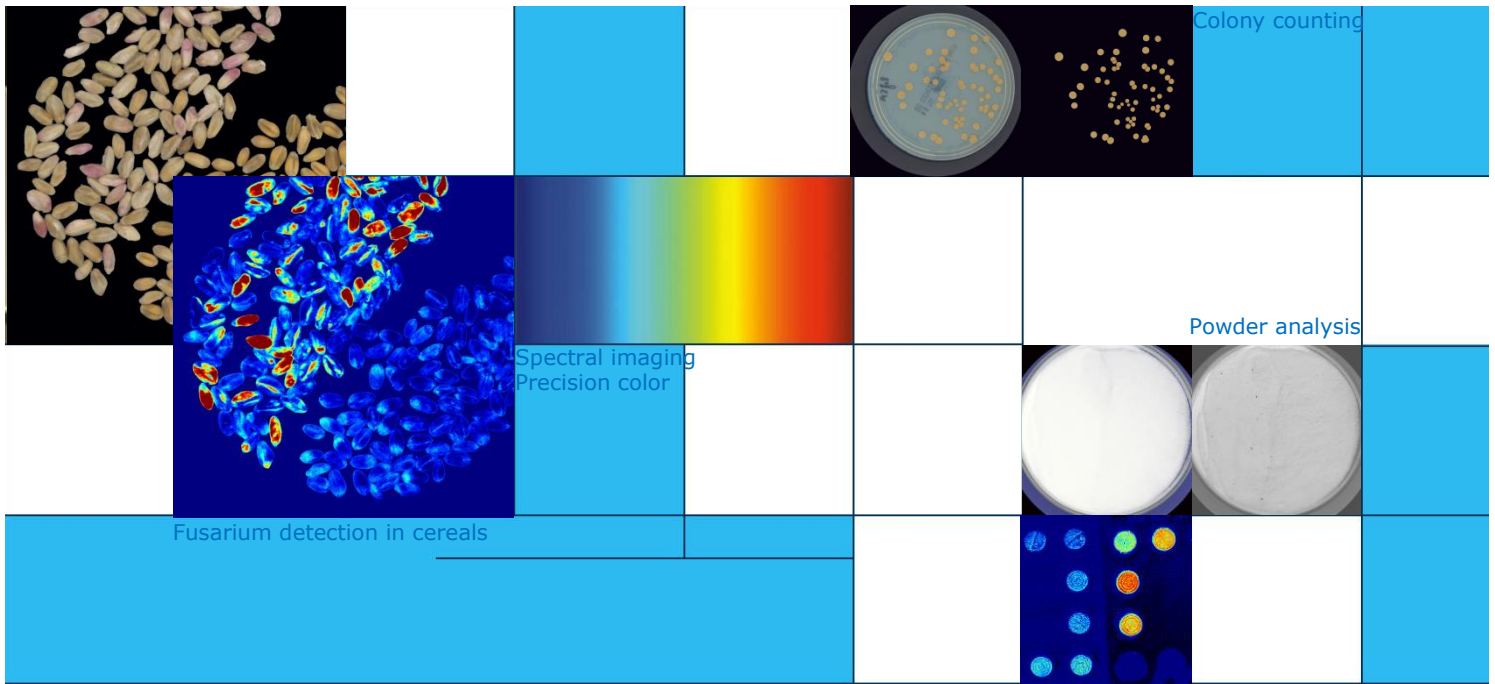 Colony counting
Powder analysis
Spectral imaging
Precision color
Fusarium detection in cereals